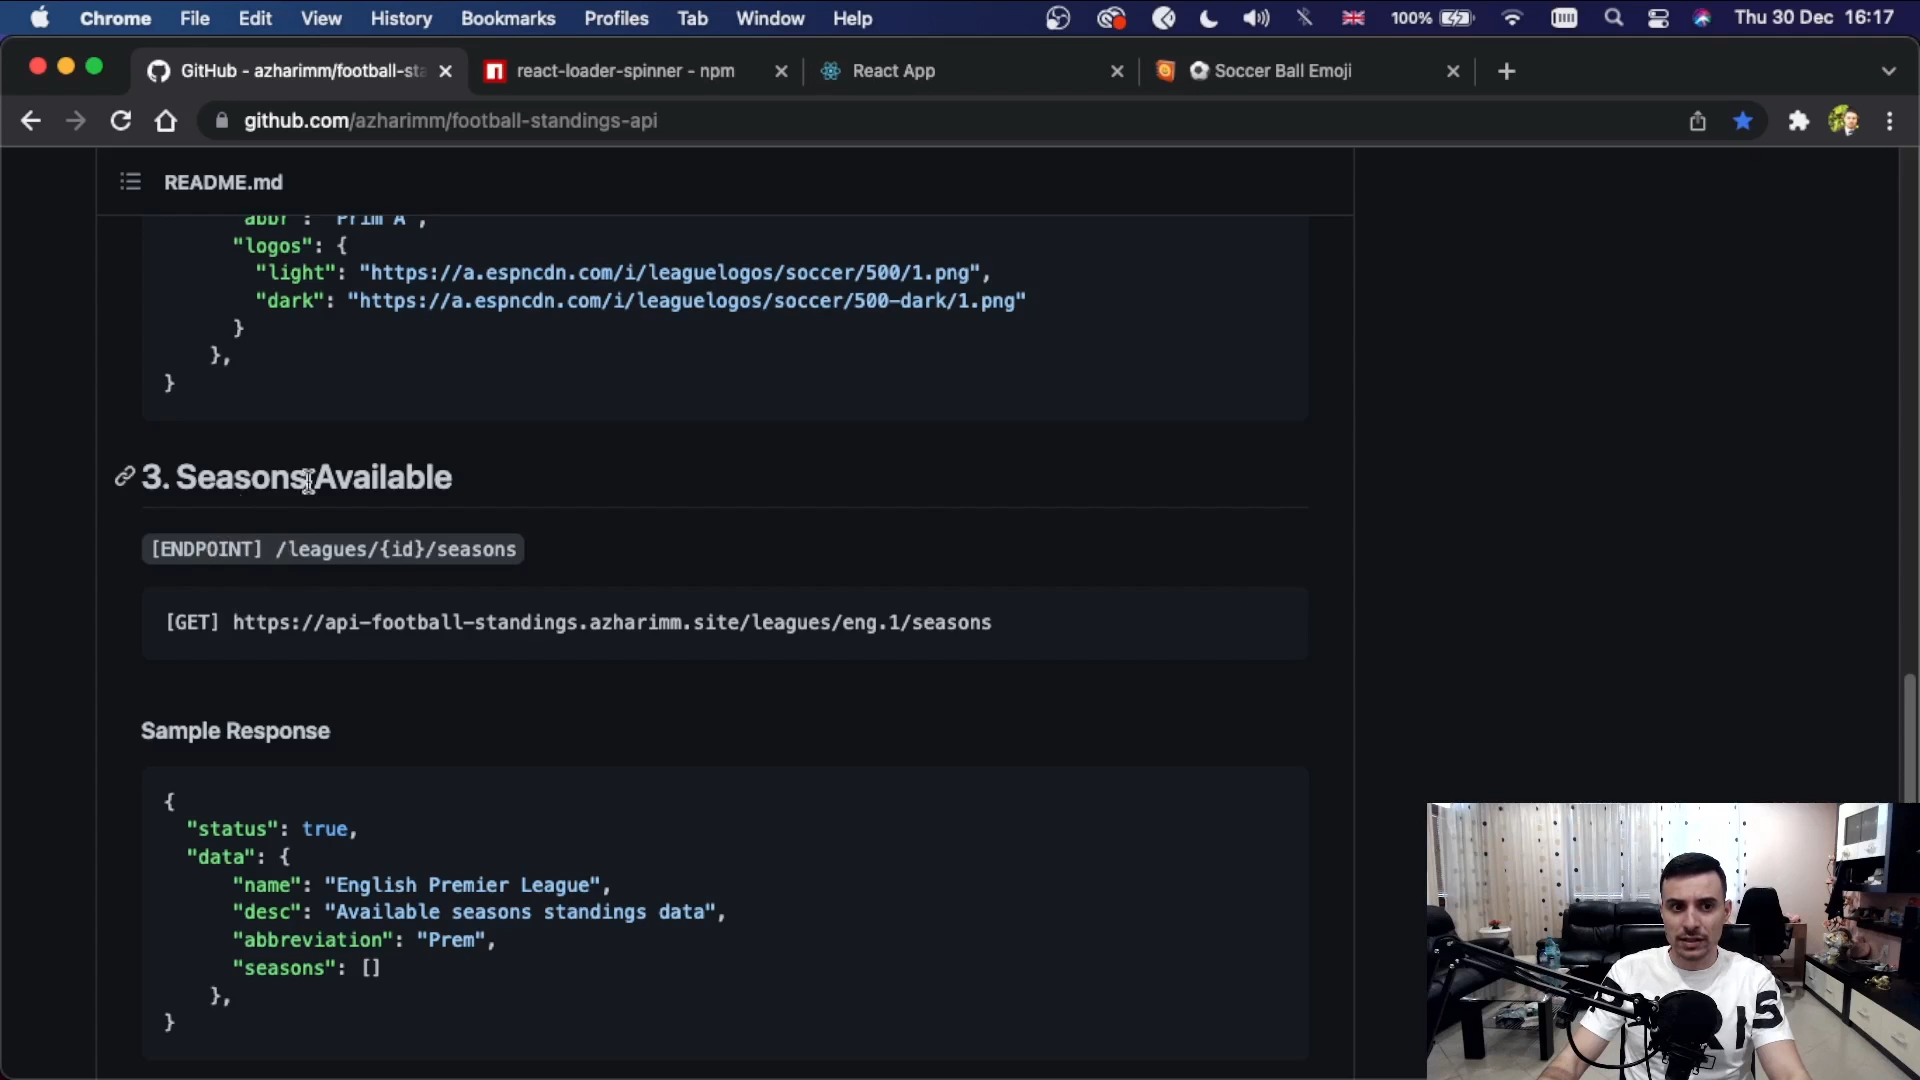 Chrome File Edit View History Bookmarks Profiles Tab Window Help 100% Thu 30 Dec 16:17
GitHub - azharimm/football-sta react-loader-spinner - npm React App Soccer Ball Emoji
github.com/azharimm/football-standings-api
README.md
"abbr": "Prim A",
"logos": {
"light": "https://a.espncdn.com/i/leaguelogos/soccer/500/1.png",
"dark": "https://a.espncdn.com/i/leaguelogos/soccer/500-dark/1.png"
}
},
}
3. Seasons Available
[ENDPOINT] /leagues/{id}/seasons
[GET] https://api-football-standings.azharimm.site/leagues/eng.1/seasons
Sample Response
{
"status": true,
"data": {
"name": "English Premier League",
"desc": "Available seasons standings data",
"abbreviation": "Prem",
"seasons": []
},
}